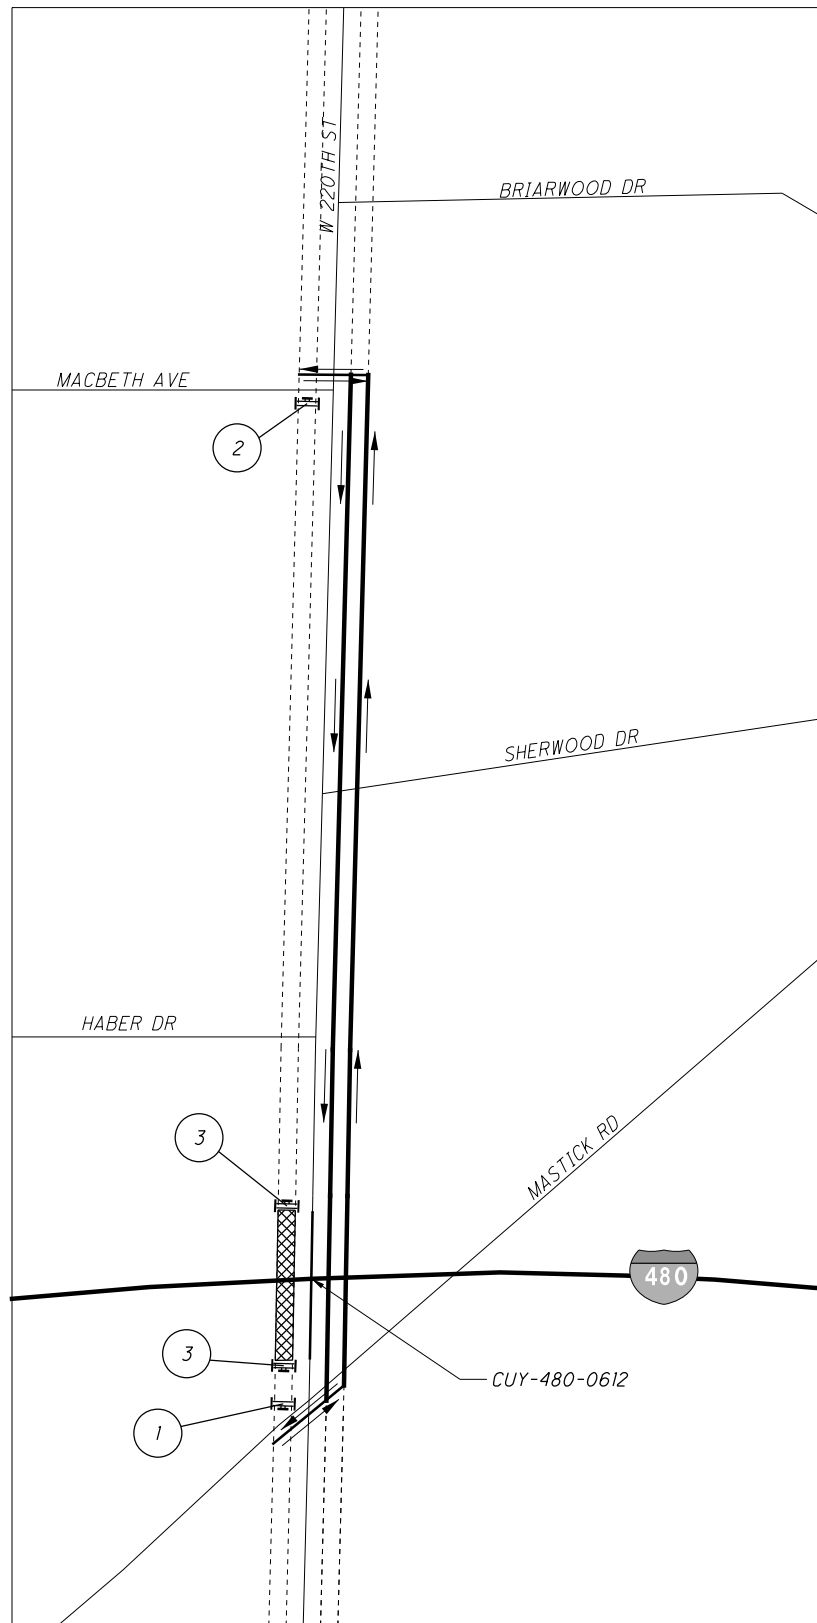 W 220TH ST
BRIARWOOD DR
MACBETH AVE
2
SHERWOOD DR
HABER DR
3
MASTICK RD
480
3
CUY-480-0612
1